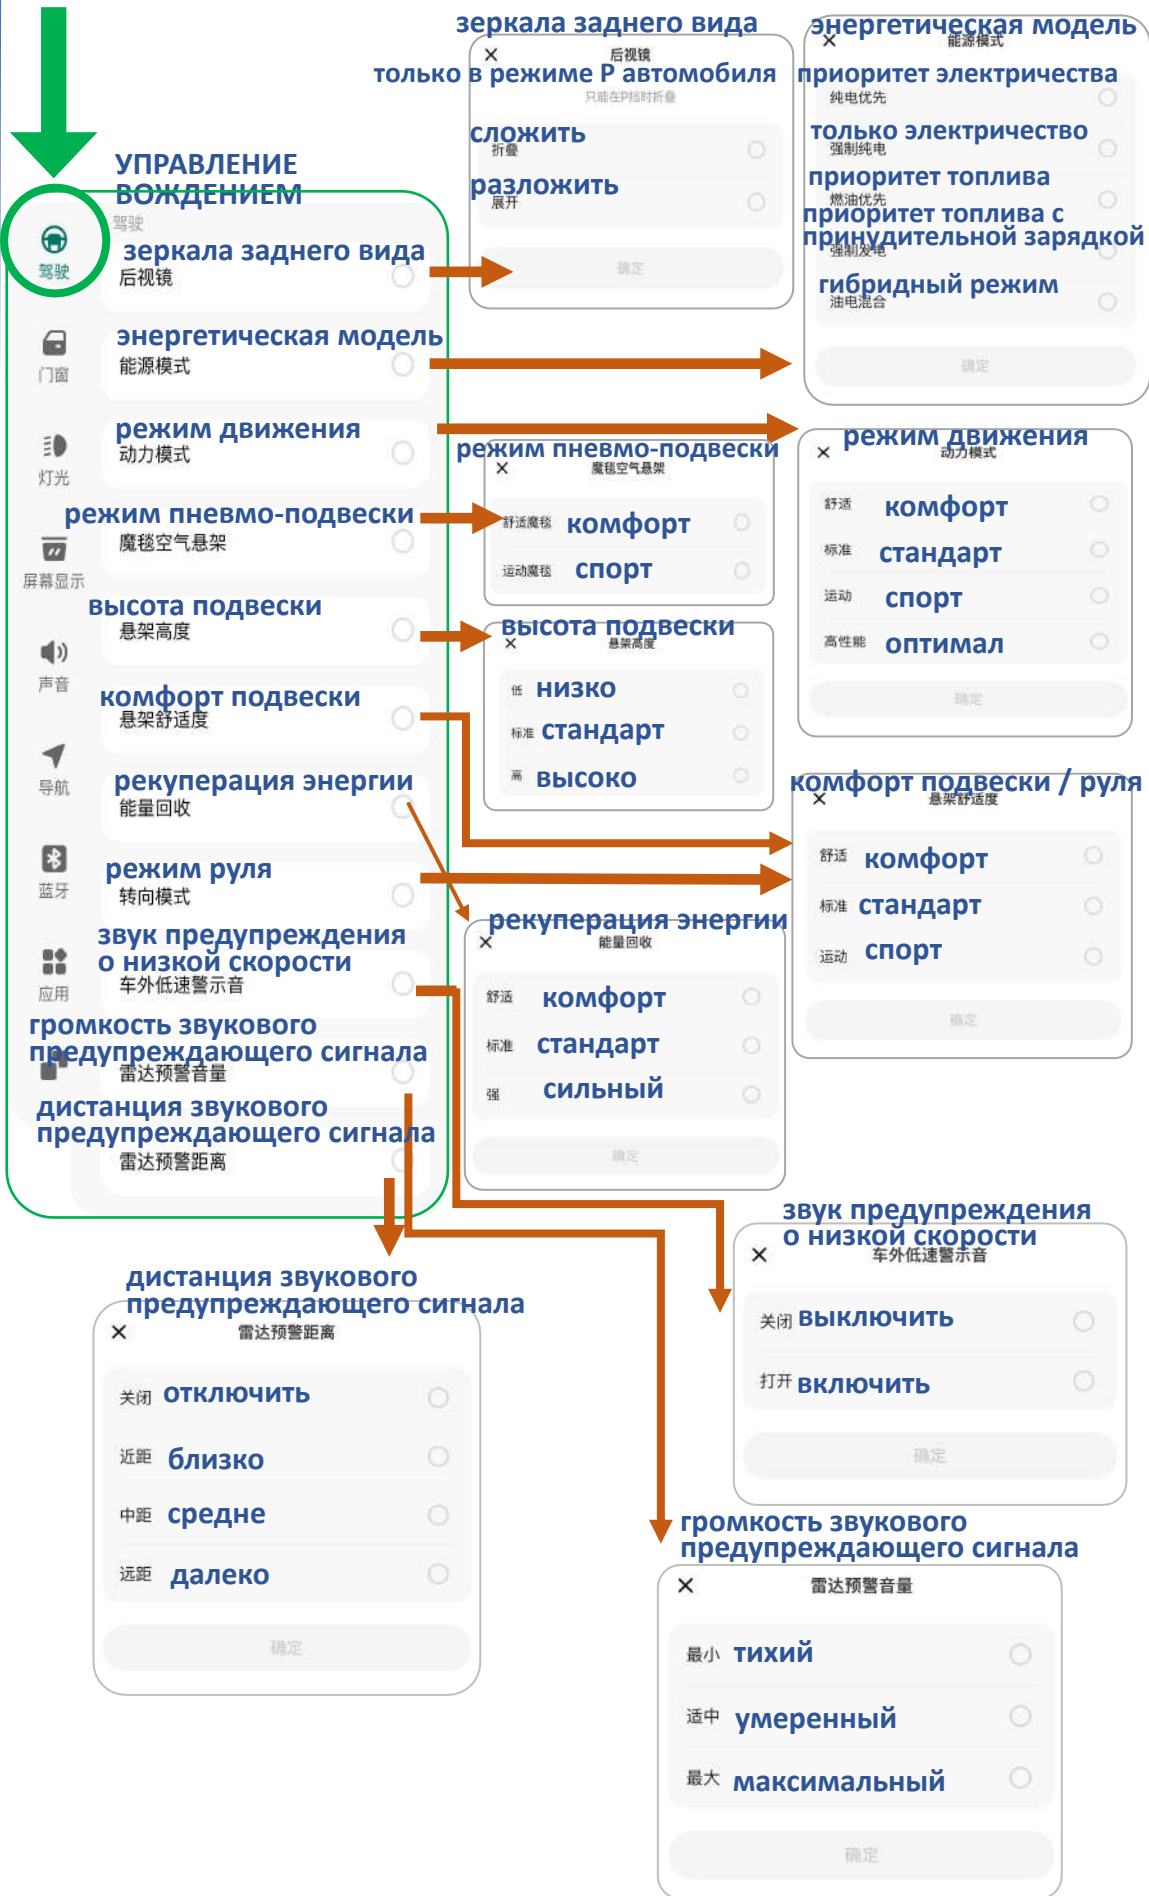 УПРАВЛЕНИЕ
ВОЖДЕНИЕМ
驾驶
驾驶
门窗
灯光
屏幕显示
声音
导航
蓝牙
应用
зеркала заднего вида
后视镜
энергетическая модель
能源模式
режим движения
动力模式
режим пневмо-подвески
魔毯空气悬架
высота подвески
悬架高度
комфорт подвески
悬架舒适度
рекуперация энергии
能量回收
режим руля
转向模式
звук предупреждения
о низкой скорости
车外低速警示音
громкость звукового
предупреждающего сигнала
雷达预警音量
дистанция звукового
предупреждающего сигнала
雷达预警距离
зеркала заднего вида
后视镜
только в режиме P автомобиля
只能在P挡时折叠
сложить
折叠
разложить
展开
确定
энергетическая модель
能源模式
приоритет электричества
纯电优先
только электричество
强制纯电
приоритет топлива
燃油优先
приоритет топлива с
принудительной зарядкой
强制发电
гибридный режим
油电混合
确定
режим пневмо-подвески
魔毯空气悬架
舒适魔毯 комфорт
运动魔毯 спорт
режим движения
动力模式
舒适 комфорт
标准 стандарт
运动 спорт
高性能 оптимал
确定
высота подвески
悬架高度
低 низко
标准 стандарт
高 высоко
комфорт подвески / руля
悬架舒适度
舒适 комфорт
标准 стандарт
运动 спорт
确定
рекуперация энергии
能量回收
舒适 комфорт
标准 стандарт
强 сильный
确定
звук предупреждения
о низкой скорости
车外低速警示音
关闭 выключить
打开 включить
确定
дистанция звукового
предупреждающего сигнала
雷达预警距离
关闭 отключить
近距 близко
中距 средне
远距 далеко
确定
громкость звукового
предупреждающего сигнала
雷达预警音量
最小 тихий
适中 умеренный
最大 максимальный
确定